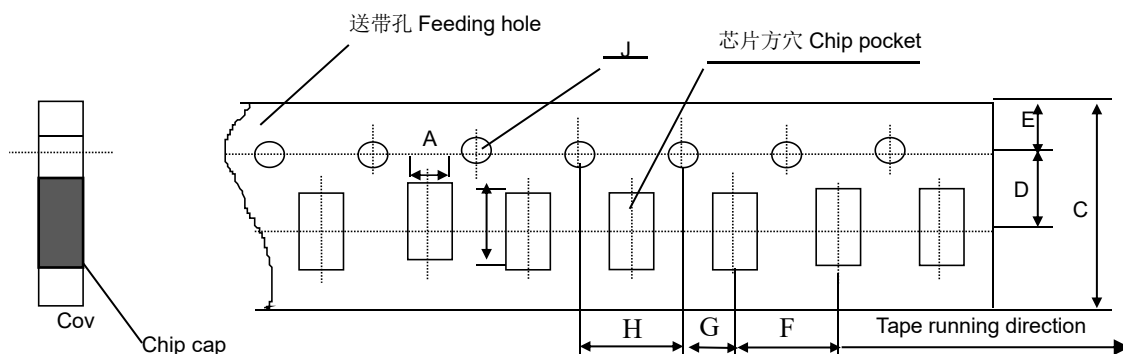 送带孔 Feeding hole
J
芯片方穴 Chip pocket
A
E
D
C
H
G
F
Tape running direction
Cov
Chip cap